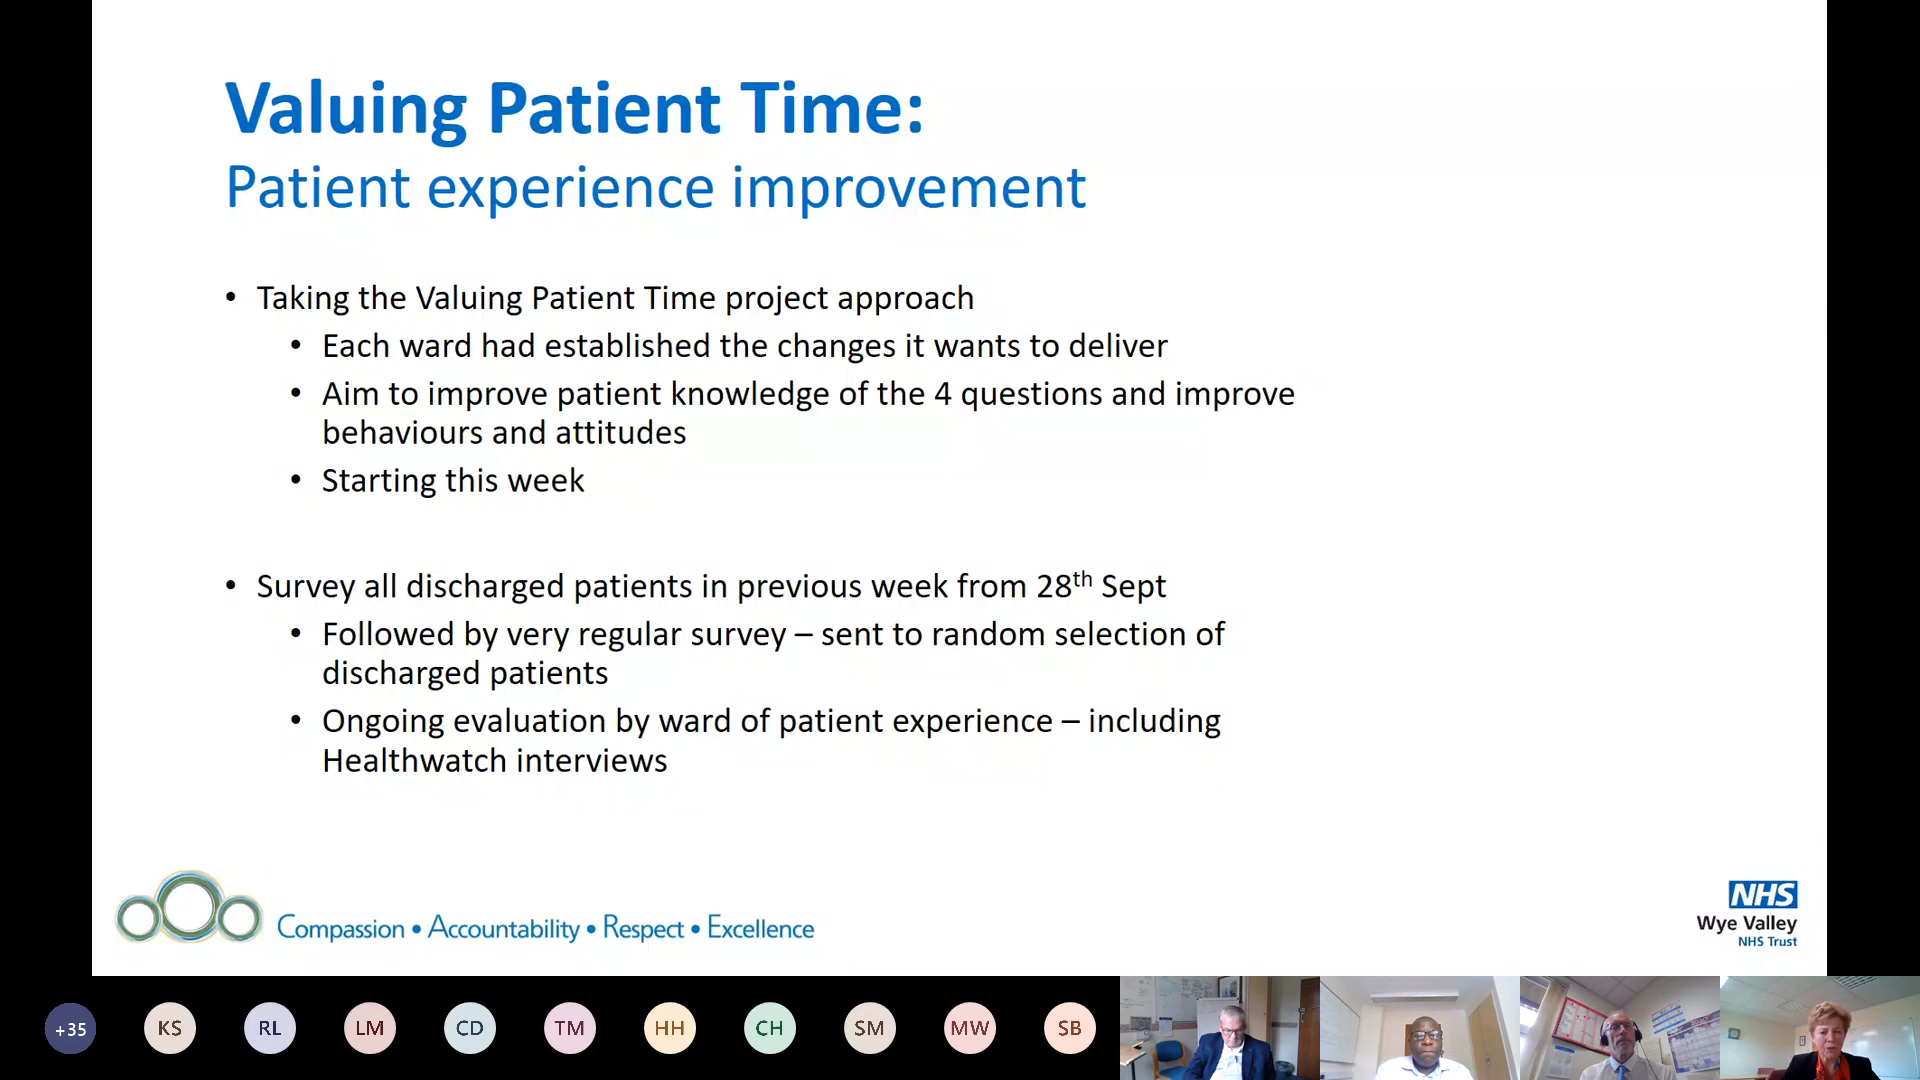 Valuing Patient Time:
Patient experience improvement
• Taking the Valuing Patient Time project approach
• Each ward had established the changes it wants to deliver
• Aim to improve patient knowledge of the 4 questions and improve
behaviours and attitudes
• Starting this week
• Survey all discharged patients in previous week from 28th Sept
• Followed by very regular survey – sent to random selection of
discharged patients
• Ongoing evaluation by ward of patient experience – including
Healthwatch interviews
Compassion • Accountability • Respect • Excellence
NHS
Wye Valley
NHS Trust
+35 KS RL LM CD TM HH CH SM MW SB